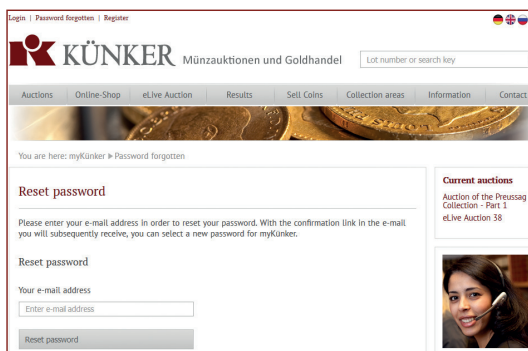 Login | Password forgotten | Register
KÜNKER Münzauktionen und Goldhandel
Lot number or search key
Auctions Online-Shop eLive Auction Results Sell Coins Collection areas Information Contact
You are here: myKünker ▶ Password forgotten
Reset password
Please enter your e-mail address in order to reset your password. With the confirmation link in the e-mail
you will subsequently receive, you can select a new password for myKünker.
Reset password
Your e-mail address
Enter e-mail address
Reset password
Current auctions
Auction of the Preussag
Collection - Part 1
eLive Auction 38